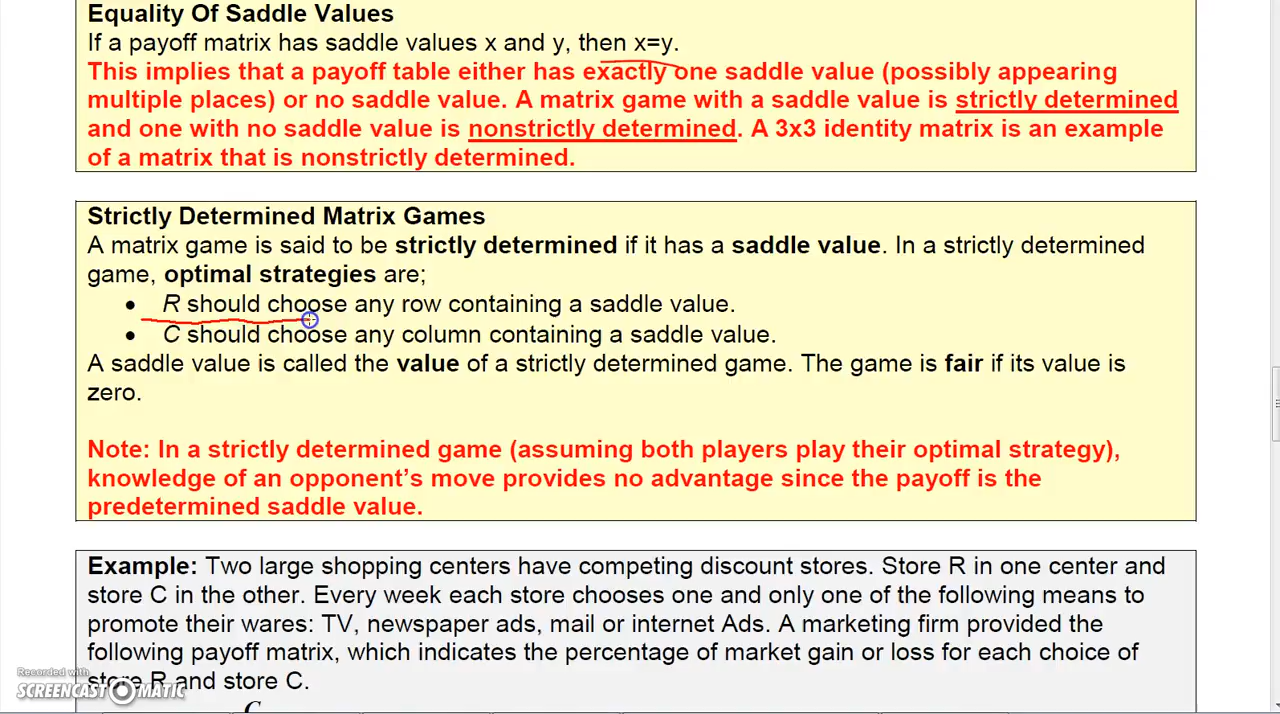 Equality Of Saddle Values
If a payoff matrix has saddle values x and y, then x=y.
This implies that a payoff table either has exactly one saddle value (possibly appearing
multiple places) or no saddle value. A matrix game with a saddle value is strictly determined
and one with no saddle value is nonstrictly determined. A 3x3 identity matrix is an example
of a matrix that is nonstrictly determined.
Strictly Determined Matrix Games
A matrix game is said to be strictly determined if it has a saddle value. In a strictly determined
game, optimal strategies are;
• R should choose any row containing a saddle value.
• C should choose any column containing a saddle value.
A saddle value is called the value of a strictly determined game. The game is fair if its value is
zero.
Note: In a strictly determined game (assuming both players play their optimal strategy),
knowledge of an opponent's move provides no advantage since the payoff is the
predetermined saddle value.
Example: Two large shopping centers have competing discount stores. Store R in one center and
store C in the other. Every week each store chooses one and only one of the following means to
promote their wares: TV, newspaper ads, mail or internet Ads. A marketing firm provided the
following payoff matrix, which indicates the percentage of market gain or loss for each choice of
store R and store C.
C
Recorded with
SCREENCAST-O-MATIC